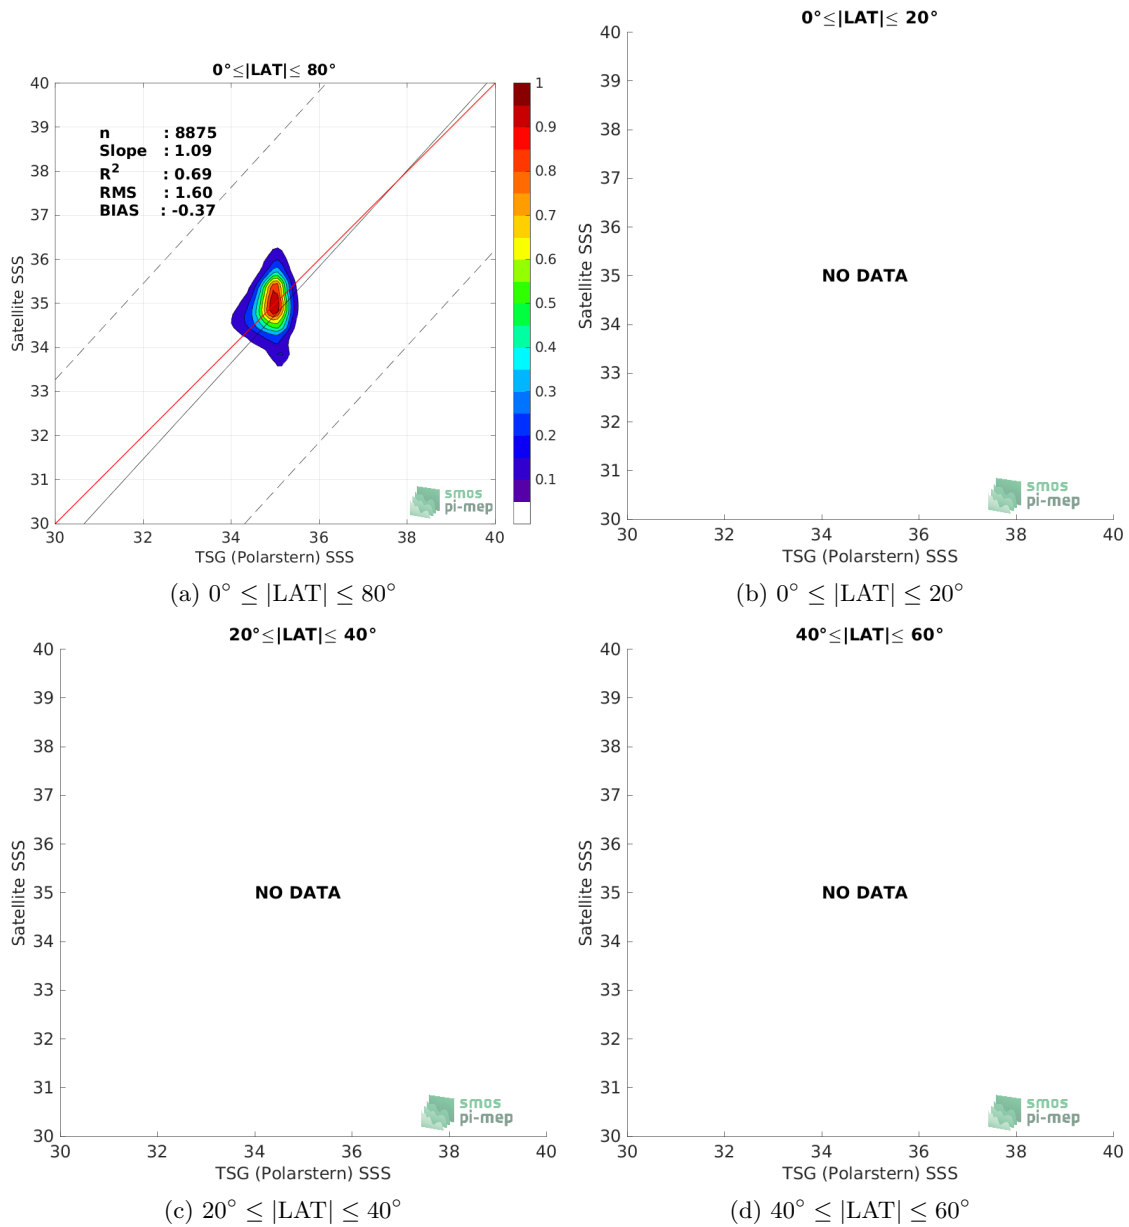 0°≤|LAT|≤ 80°
40
39
38
37
36
35
34
33
32
31
30
Satellite SSS
n : 8875
Slope : 1.09
R² : 0.69
RMS : 1.60
BIAS : -0.37
smos
pi-mep
30 32 34 36 38 40
TSG (Polarstern) SSS
1
0.9
0.8
0.7
0.6
0.5
0.4
0.3
0.2
0.1
(a) 0° ≤ |LAT| ≤ 80°
0°≤|LAT|≤ 20°
40
39
38
37
36
35
34
33
32
31
30
Satellite SSS
NO DATA
smos
pi-mep
30 32 34 36 38 40
TSG (Polarstern) SSS
(b) 0° ≤ |LAT| ≤ 20°
20°≤|LAT|≤ 40°
40
39
38
37
36
35
34
33
32
31
30
Satellite SSS
NO DATA
smos
pi-mep
30 32 34 36 38 40
TSG (Polarstern) SSS
(c) 20° ≤ |LAT| ≤ 40°
40°≤|LAT|≤ 60°
40
39
38
37
36
35
34
33
32
31
30
Satellite SSS
NO DATA
smos
pi-mep
30 32 34 36 38 40
TSG (Polarstern) SSS
(d) 40° ≤ |LAT| ≤ 60°